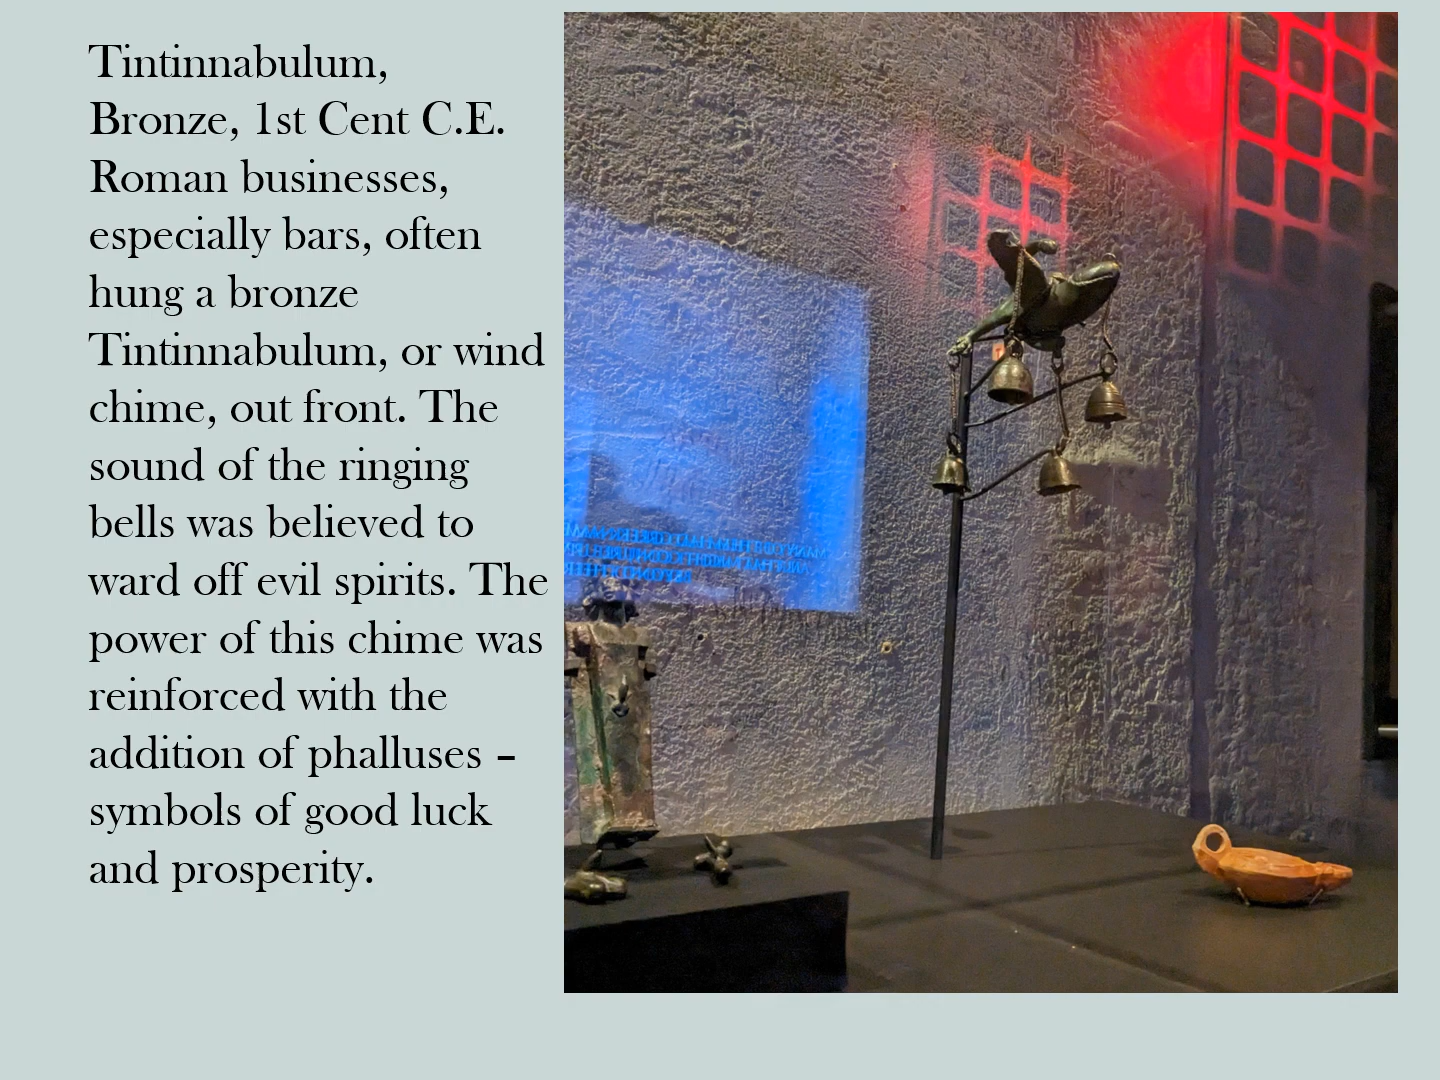 Tintinnabulum,
Bronze, 1st Cent C.E.
Roman businesses,
especially bars, often
hung a bronze
Tintinnabulum, or wind
chime, out front. The
sound of the ringing
bells was believed to
ward off evil spirits. The
power of this chime was
reinforced with the
addition of phalluses –
symbols of good luck
and prosperity.